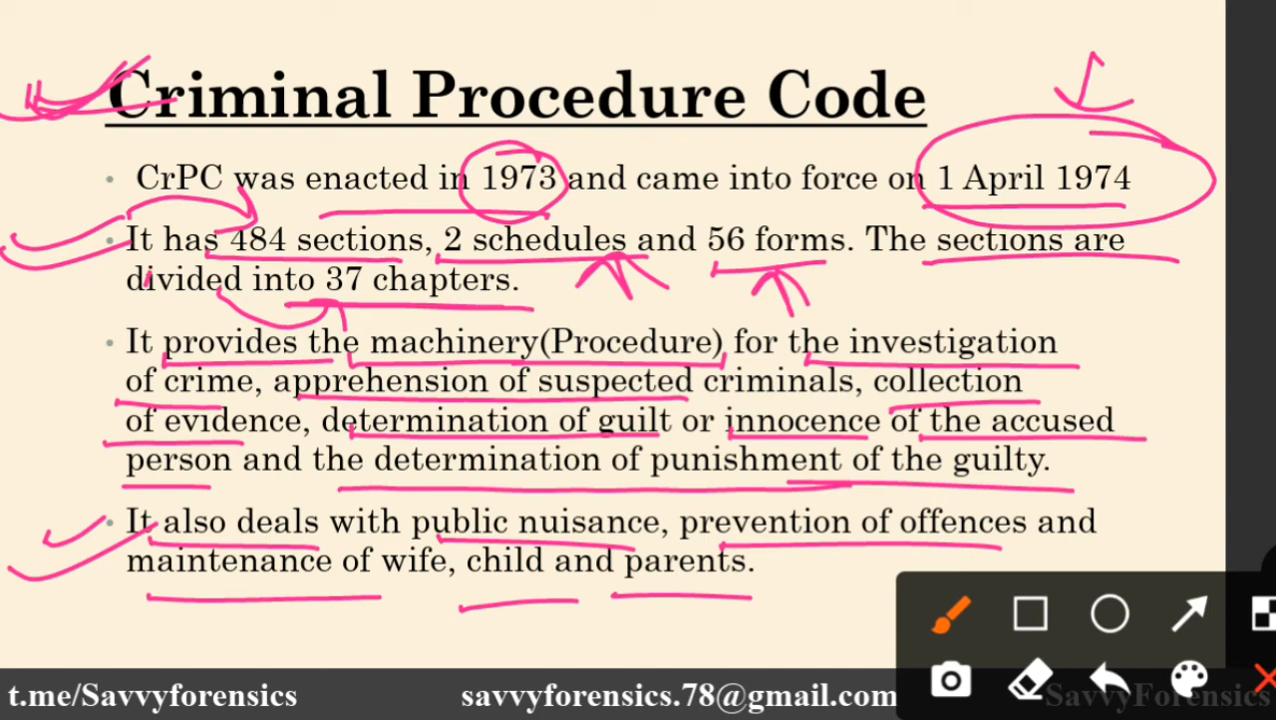 Criminal Procedure Code
• CrPC was enacted in 1973 and came into force on 1 April 1974
• It has 484 sections, 2 schedules and 56 forms. The sections are
divided into 37 chapters.
• It provides the machinery(Procedure) for the investigation
of crime, apprehension of suspected criminals, collection
of evidence, determination of guilt or innocence of the accused
person and the determination of punishment of the guilty.
• It also deals with public nuisance, prevention of offences and
maintenance of wife, child and parents.
t.me/Savvyforensics savvyforensics.78@gmail.com SavvyForensics